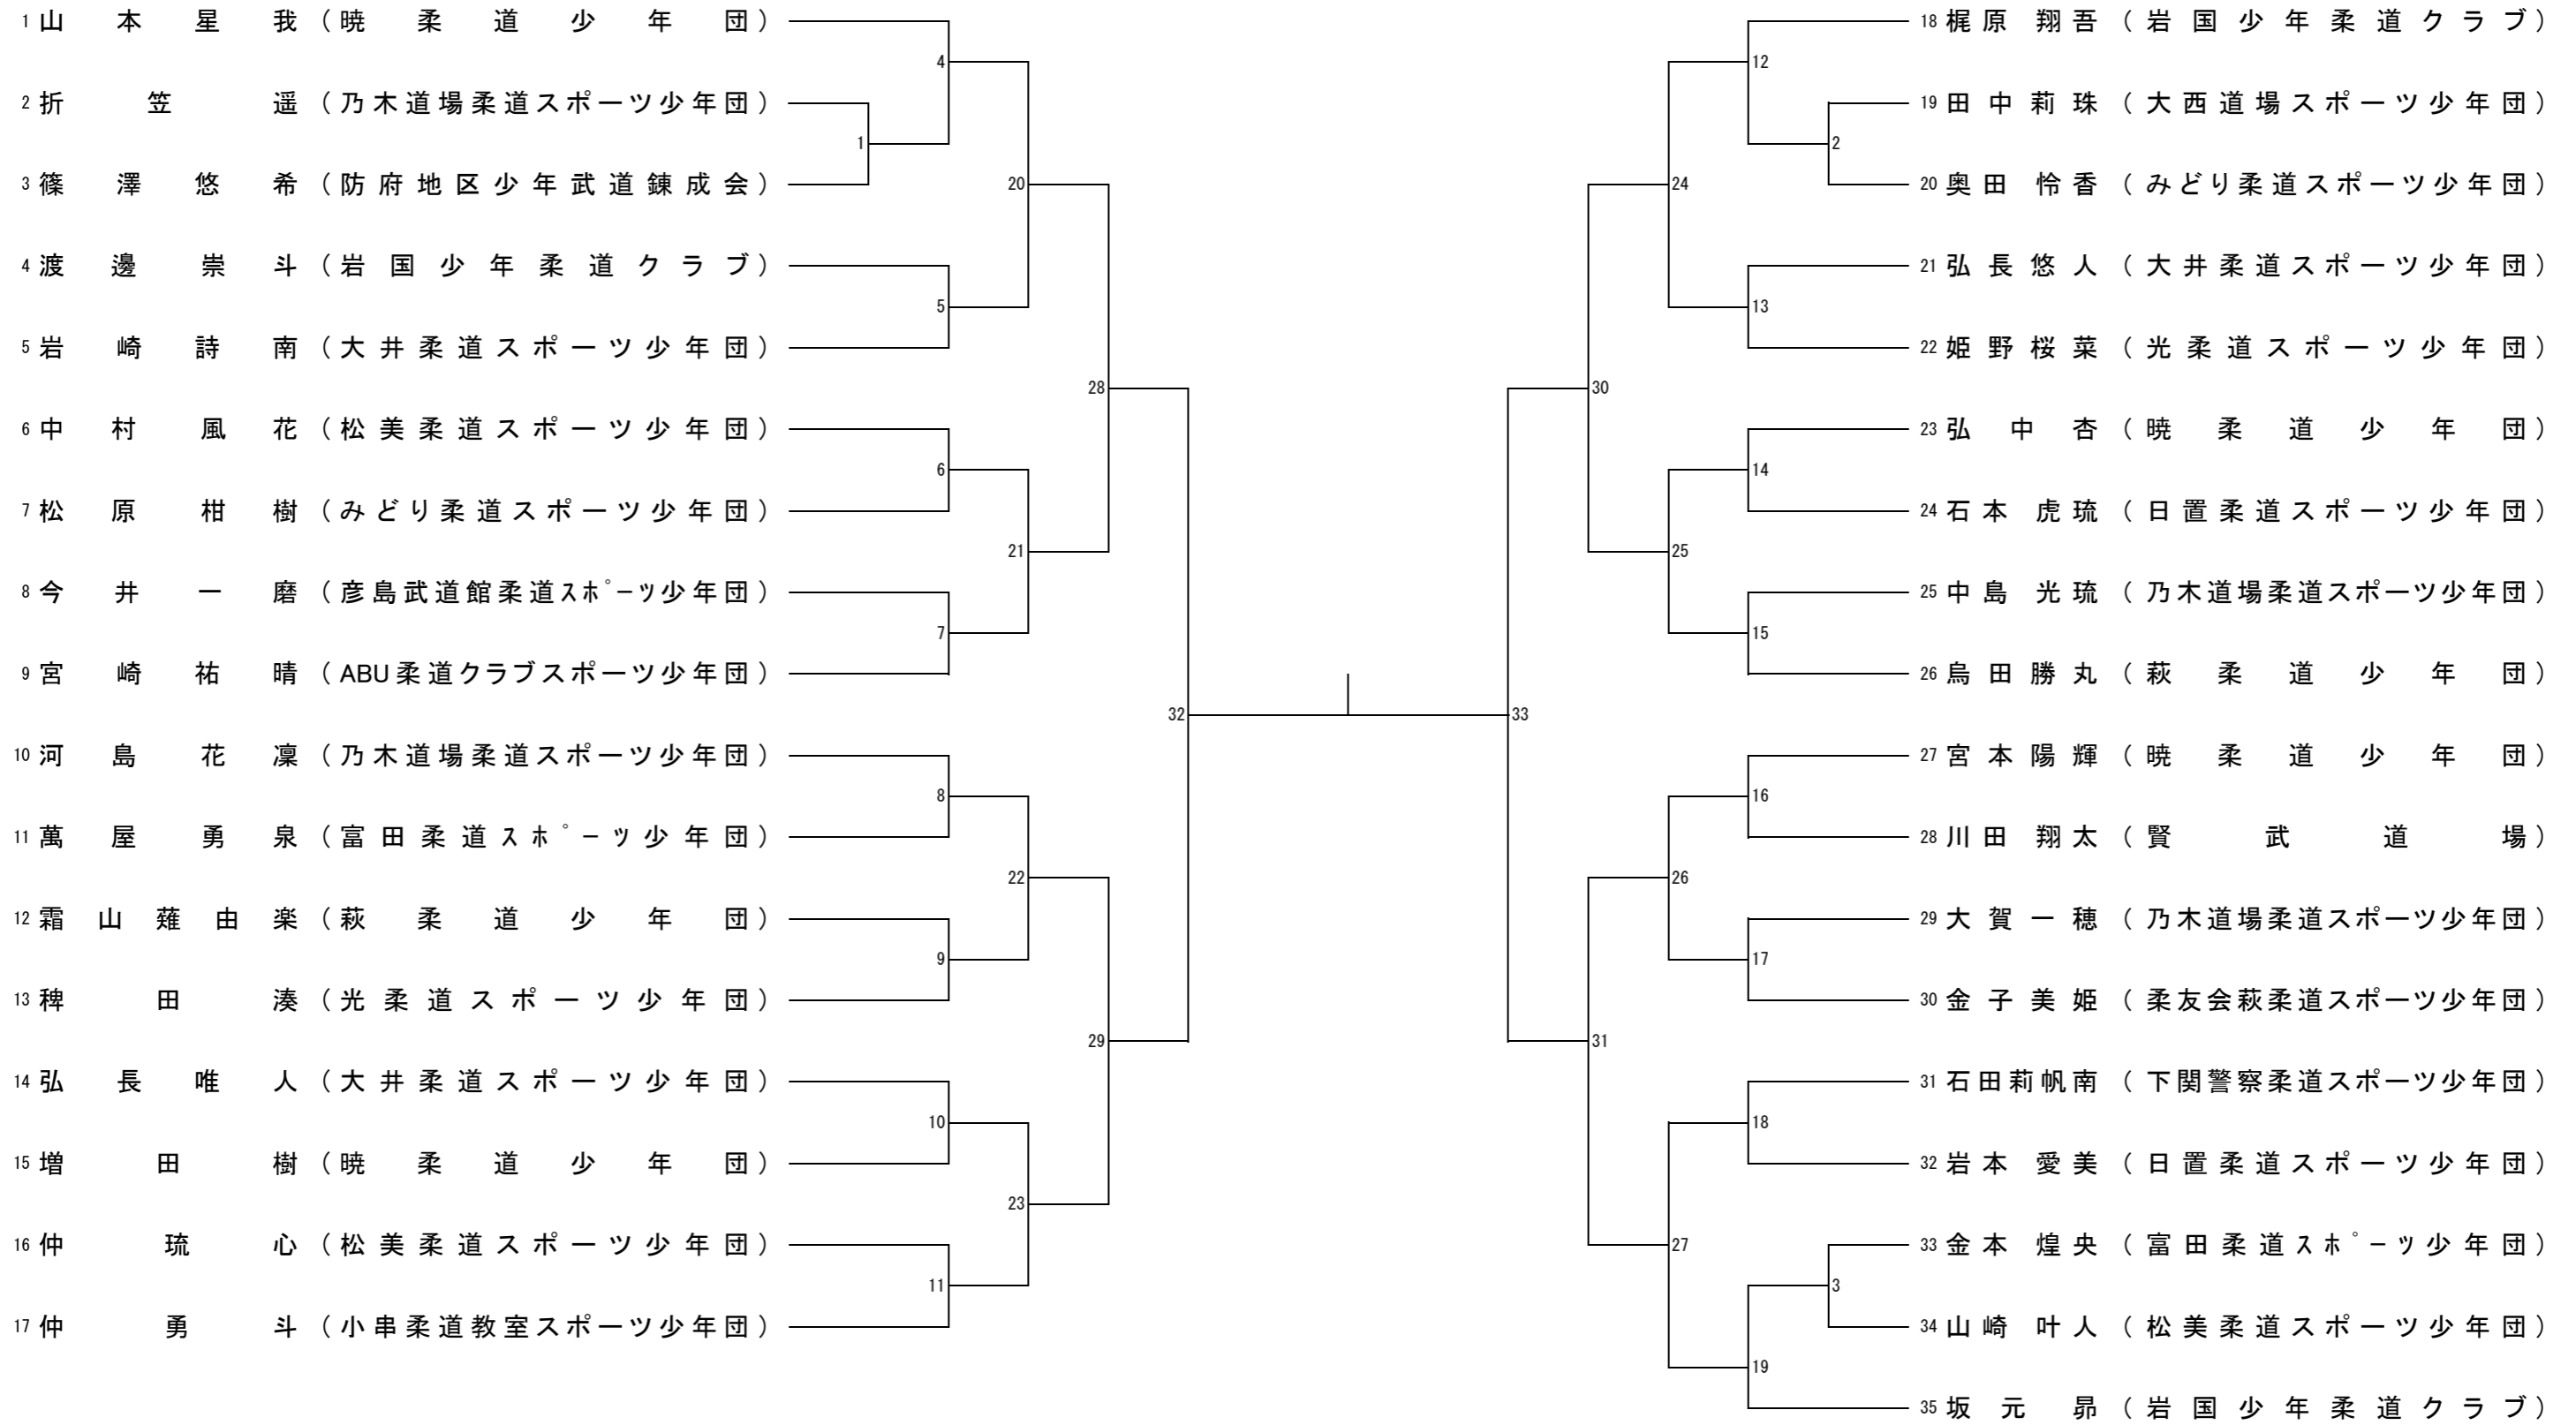 1 山本星我（暁柔道少年団）
2 折笠遥（乃木道場柔道スポーツ少年団）
3 篠澤悠希（防府地区少年武道錬成会）
4 渡邊崇斗（岩国少年柔道クラブ）
5 岩崎詩南（大井柔道スポーツ少年団）
6 中村風花（松美柔道スポーツ少年団）
7 松原柑樹（みどり柔道スポーツ少年団）
8 今井一磨（彦島武道館柔道ｽﾎﾟｰﾂ少年団）
9 宮崎祐晴（ABU柔道クラブスポーツ少年団）
10 河島花凜（乃木道場柔道スポーツ少年団）
11 萬屋勇泉（富田柔道ｽﾎﾟｰﾂ少年団）
12 霜山薙由楽（萩柔道少年団）
13 稗田湊（光柔道スポーツ少年団）
14 弘長唯人（大井柔道スポーツ少年団）
15 増田樹（暁柔道少年団）
16 仲琉心（松美柔道スポーツ少年団）
17 仲勇斗（小串柔道教室スポーツ少年団）
4
1
20
5
28
6
21
7
32
8
22
9
29
10
23
11
12
2
24
13
30
14
25
15
33
16
26
17
31
18
27
3
19
18 梶原 翔吾（岩国少年柔道クラブ）
19 田中莉珠（大西道場スポーツ少年団）
20 奥田 怜香（みどり柔道スポーツ少年団）
21 弘長悠人（大井柔道スポーツ少年団）
22 姫野桜菜（光柔道スポーツ少年団）
23 弘中杏（暁柔道少年団）
24 石本 虎琉（日置柔道スポーツ少年団）
25 中島 光琉（乃木道場柔道スポーツ少年団）
26 烏田勝丸（萩柔道少年団）
27 宮本陽輝（暁柔道少年団）
28 川田 翔太（賢武道場）
29 大賀一穂（乃木道場柔道スポーツ少年団）
30 金子美姫（柔友会萩柔道スポーツ少年団）
31 石田莉帆南（下関警察柔道スポーツ少年団）
32 岩本 愛美（日置柔道スポーツ少年団）
33 金本 煌央（富田柔道ｽﾎﾟｰﾂ少年団）
34 山崎 叶人（松美柔道スポーツ少年団）
35 坂元 昴（岩国少年柔道クラブ）